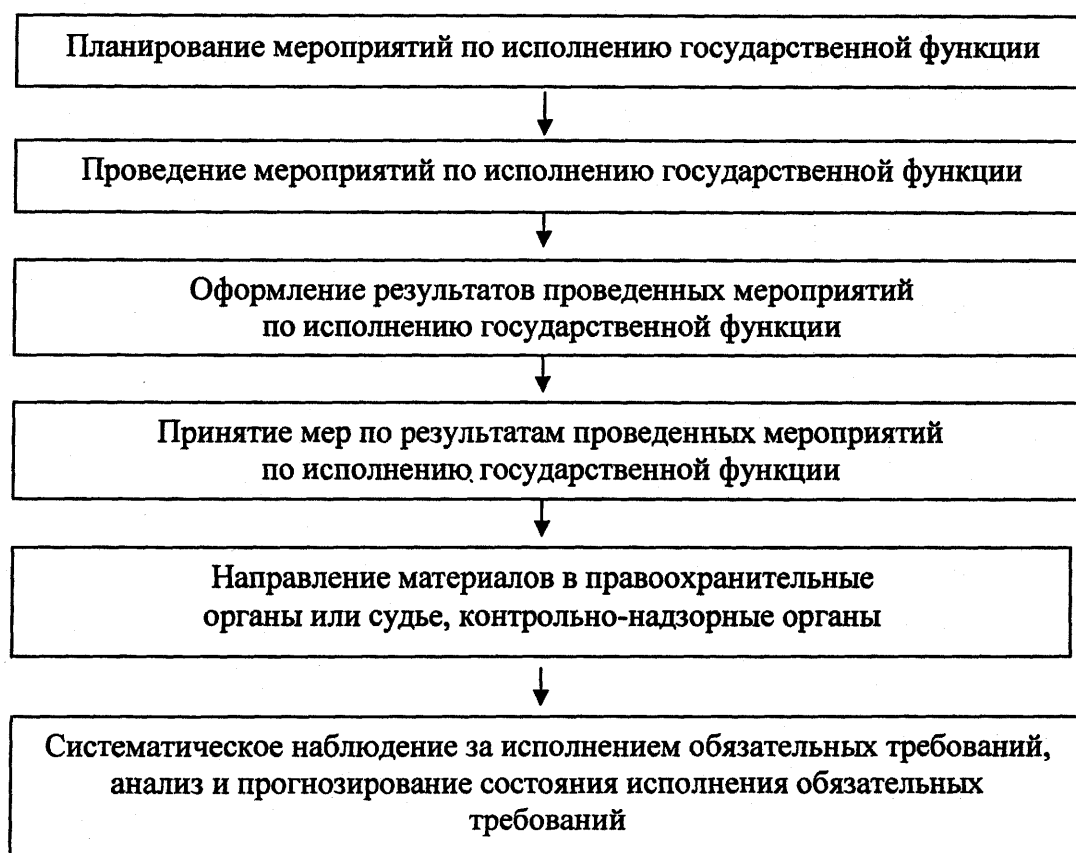 Планирование мероприятий по исполнению государственной функции
Проведение мероприятий по исполнению государственной функции
Оформление результатов проведенных мероприятий
по исполнению государственной функции
Принятие мер по результатам проведенных мероприятий
по исполнению государственной функции
Направление материалов в правоохранительные
органы или судье, контрольно-надзорные органы
Систематическое наблюдение за исполнением обязательных требований,
анализ и прогнозирование состояния исполнения обязательных
требований